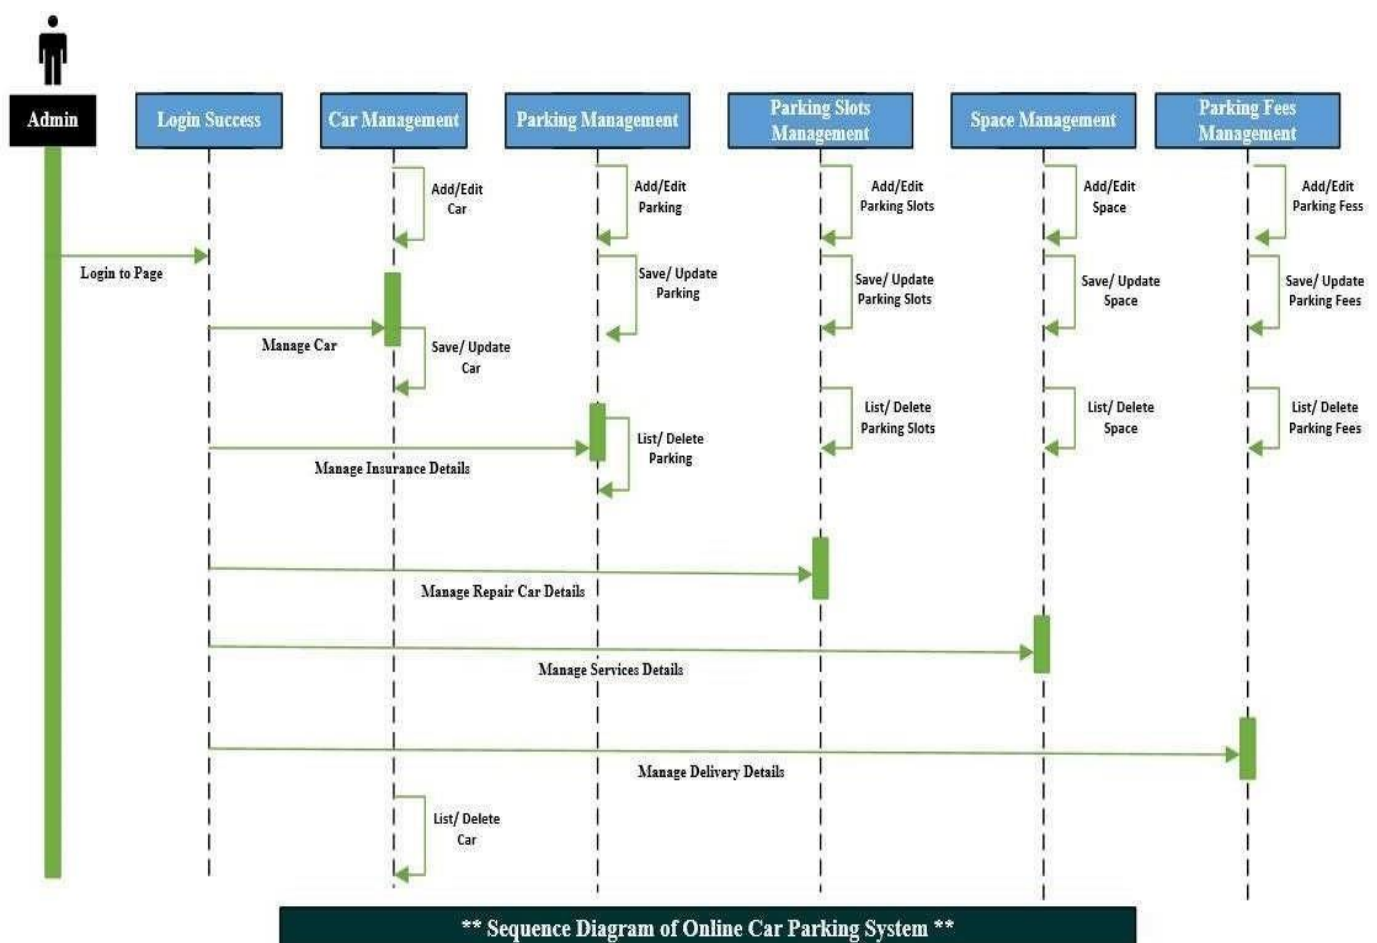 Admin
Login Success
Car Management
Parking Management
Parking Slots
Management
Space Management
Parking Fees
Management
Add/Edit
Car
Add/Edit
Parking
Add/Edit
Parking Slots
Add/Edit
Space
Add/Edit
Parking Fess
Login to Page
Save/ Update
Parking
Save/ Update
Parking Slots
Save/ Update
Space
Save/ Update
Parking Fees
Manage Car
Save/ Update
Car
List/ Delete
Parking Slots
List/ Delete
Space
List/ Delete
Parking Fees
List/ Delete
Parking
Manage Insurance Details
Manage Repair Car Details
Manage Services Details
Manage Delivery Details
List/ Delete
Car
** Sequence Diagram of Online Car Parking System **